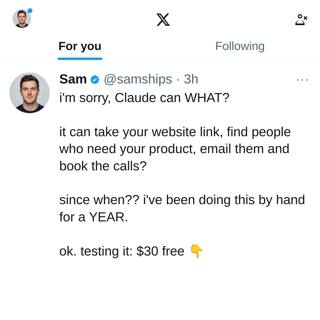 For you
Following
Sam @samships · 3h
i'm sorry, Claude can WHAT?
it can take your website link, find people
who need your product, email them and
book the calls?
since when?? i've been doing this by hand
for a YEAR.
ok. testing it: $30 free 👇